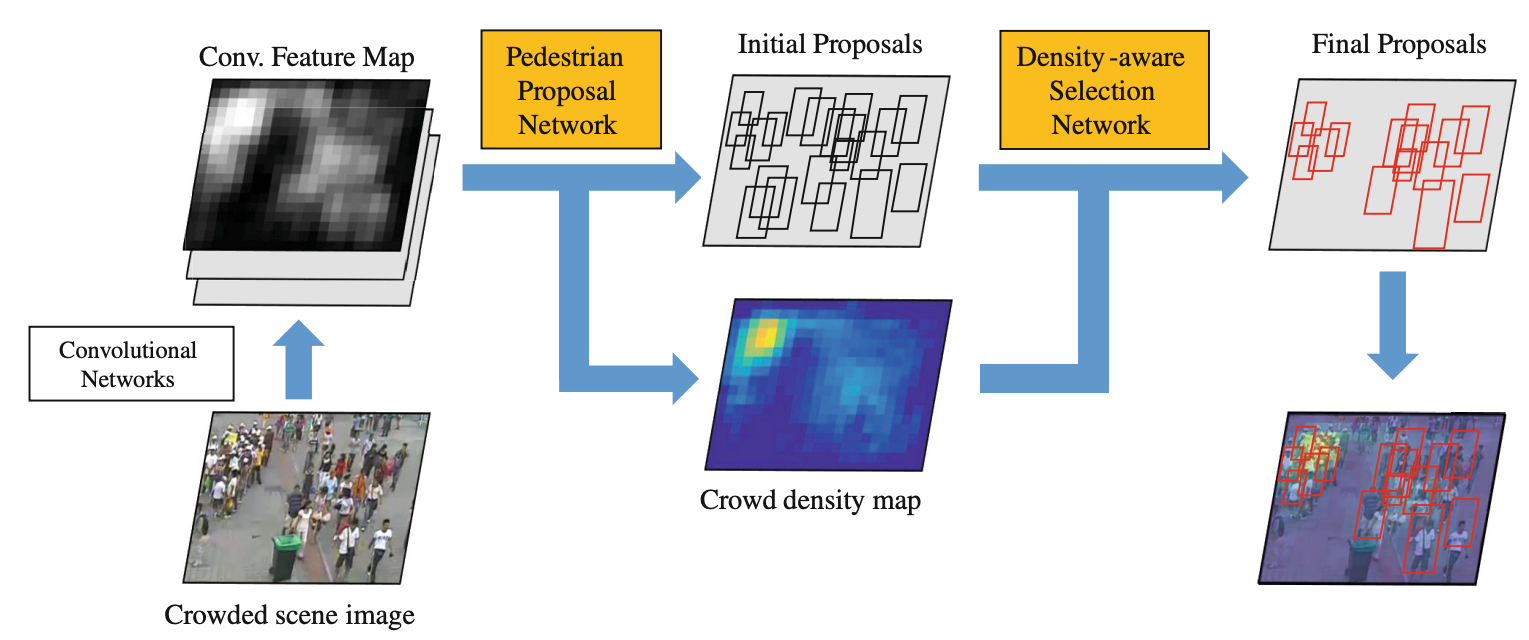 Conv. Feature Map
Pedestrian
Proposal
Network
Initial Proposals
Density-aware
Selection
Network
Final Proposals
Convolutional
Networks
Crowd density map
Crowded scene image